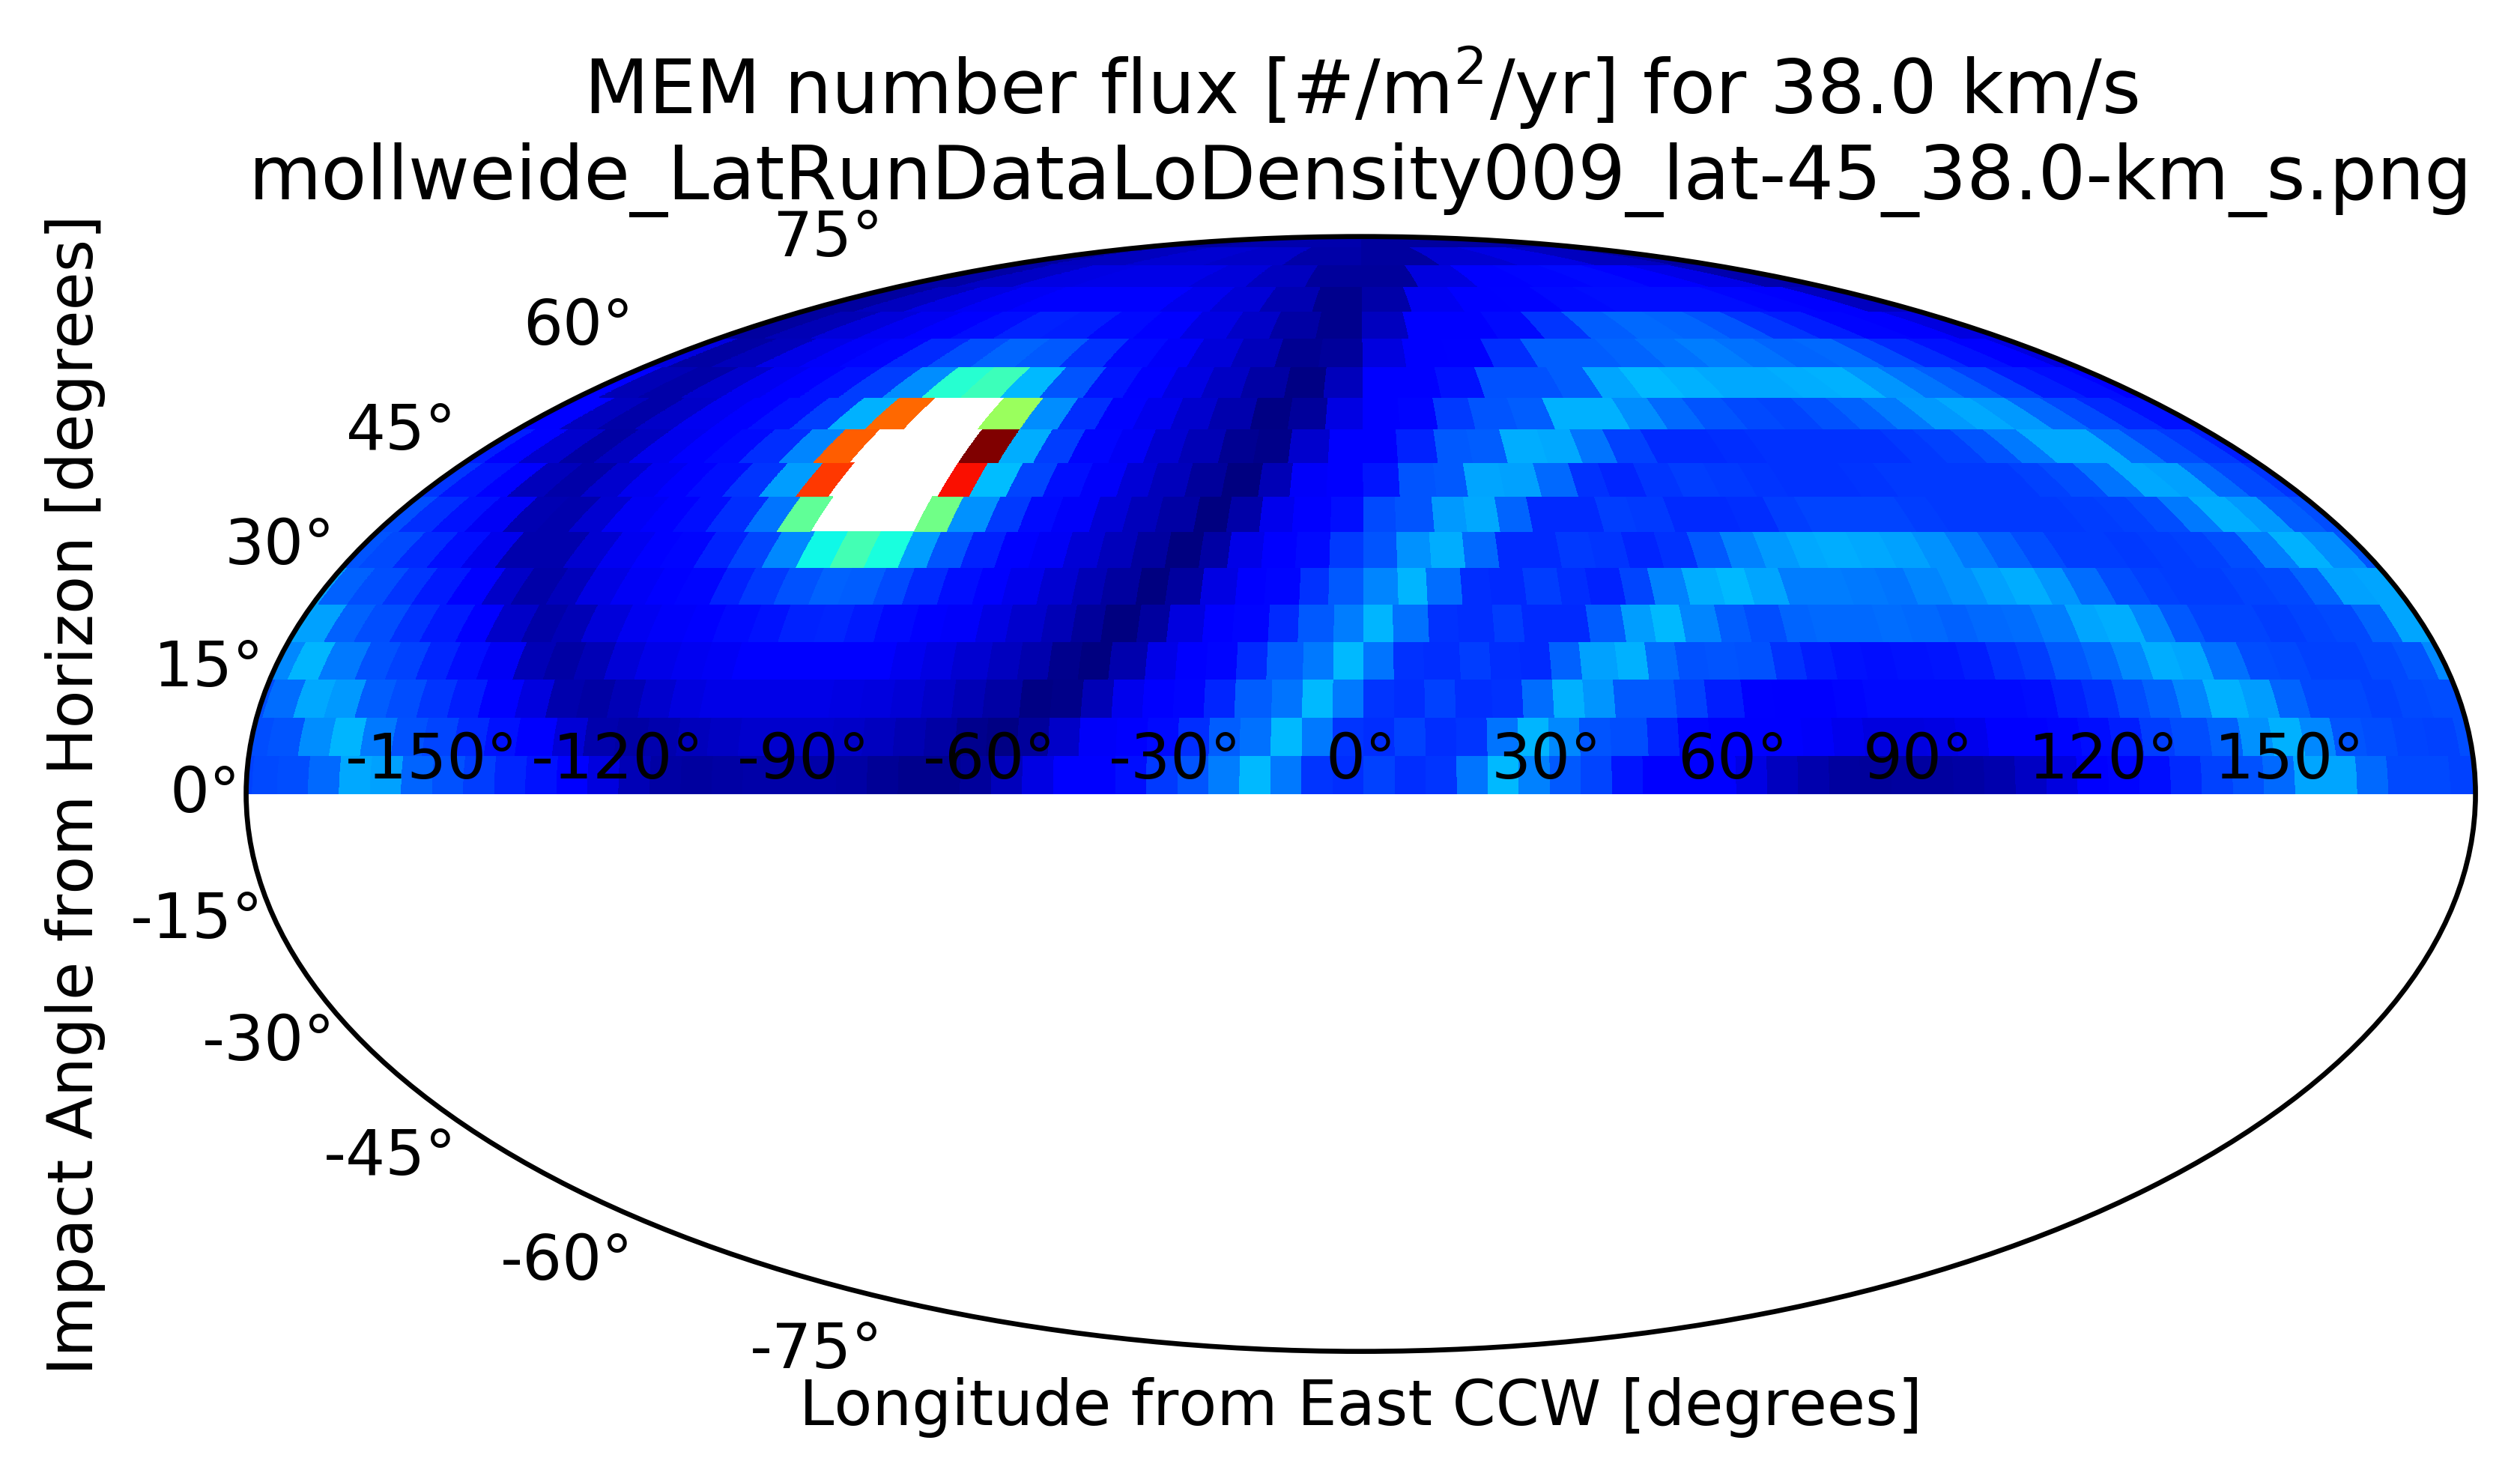 MEM number flux [#/m²/yr] for 38.0 km/s
mollweide_LatRunDataLoDensity009_lat-45_38.0-km_s.png
75°
60°
45°
30°
15°
0°
-15°
-30°
-45°
-60°
-75°
-150° -120° -90° -60° -30° 0° 30° 60° 90° 120° 150°
Impact Angle from Horizon [degrees]
Longitude from East CCW [degrees]